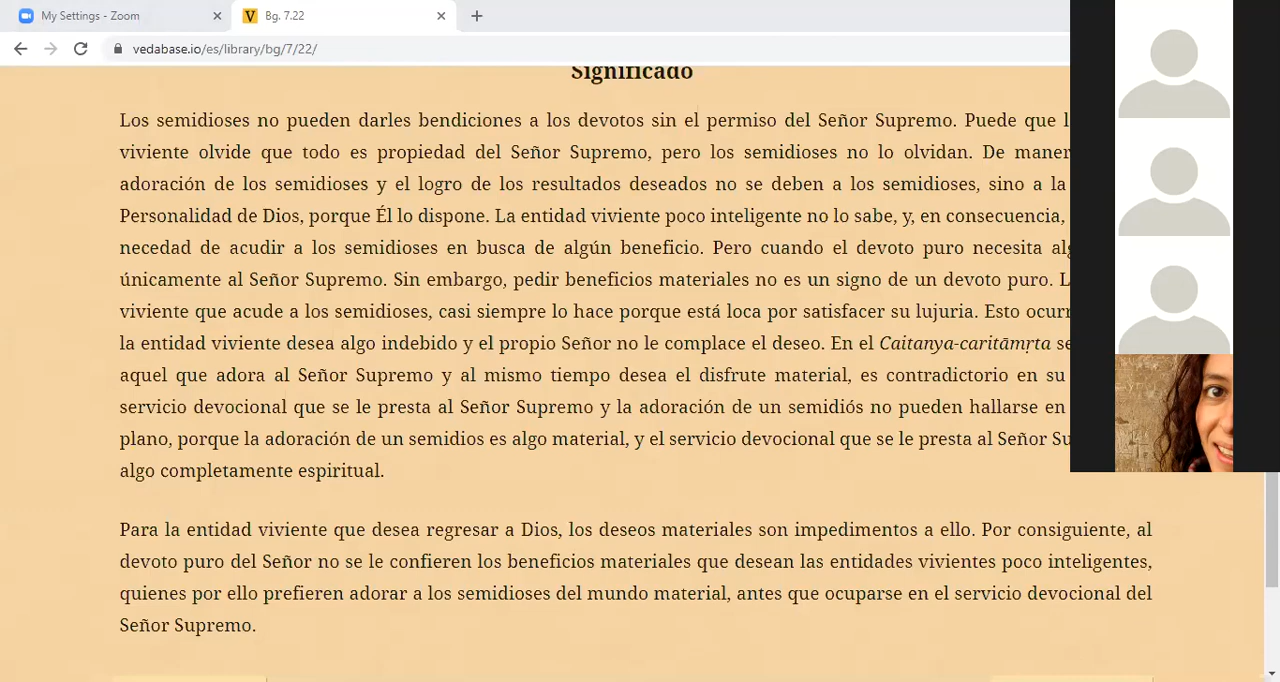 My Settings - Zoom
Bg. 7.22
vedabase.io/es/library/bg/7/22/
Significado
Los semidioses no pueden darles bendiciones a los devotos sin el permiso del Señor Supremo. Puede que
viviente olvide que todo es propiedad del Señor Supremo, pero los semidioses no lo olvidan. De
adoración de los semidioses y el logro de los resultados deseados no se deben a los semidioses, sino a la
Personalidad de Dios, porque Él lo dispone. La entidad viviente poco inteligente no lo sabe, y, en consecuencia,
necedad de acudir a los semidioses en busca de algún beneficio. Pero cuando el devoto puro necesita
únicamente al Señor Supremo. Sin embargo, pedir beneficios materiales no es un signo de un devoto puro.
viviente que acude a los semidioses, casi siempre lo hace porque está loca por satisfacer su lujuria. Esto
la entidad viviente desea algo indebido y el propio Señor no le complace el deseo. En el Caitanya-caritāmṛta
aquel que adora al Señor Supremo y al mismo tiempo desea el disfrute material, es contradictorio en su
servicio devocional que se le presta al Señor Supremo y la adoración de un semidiós no pueden hallarse en
plano, porque la adoración de un semidios es algo material, y el servicio devocional que se le presta al Señor
algo completamente espiritual.
Para la entidad viviente que desea regresar a Dios, los deseos materiales son impedimentos a ello. Por consiguiente, al
devoto puro del Señor no se le confieren los beneficios materiales que desean las entidades vivientes poco inteligentes,
quienes por ello prefieren adorar a los semidioses del mundo material, antes que ocuparse en el servicio devocional del
Señor Supremo.